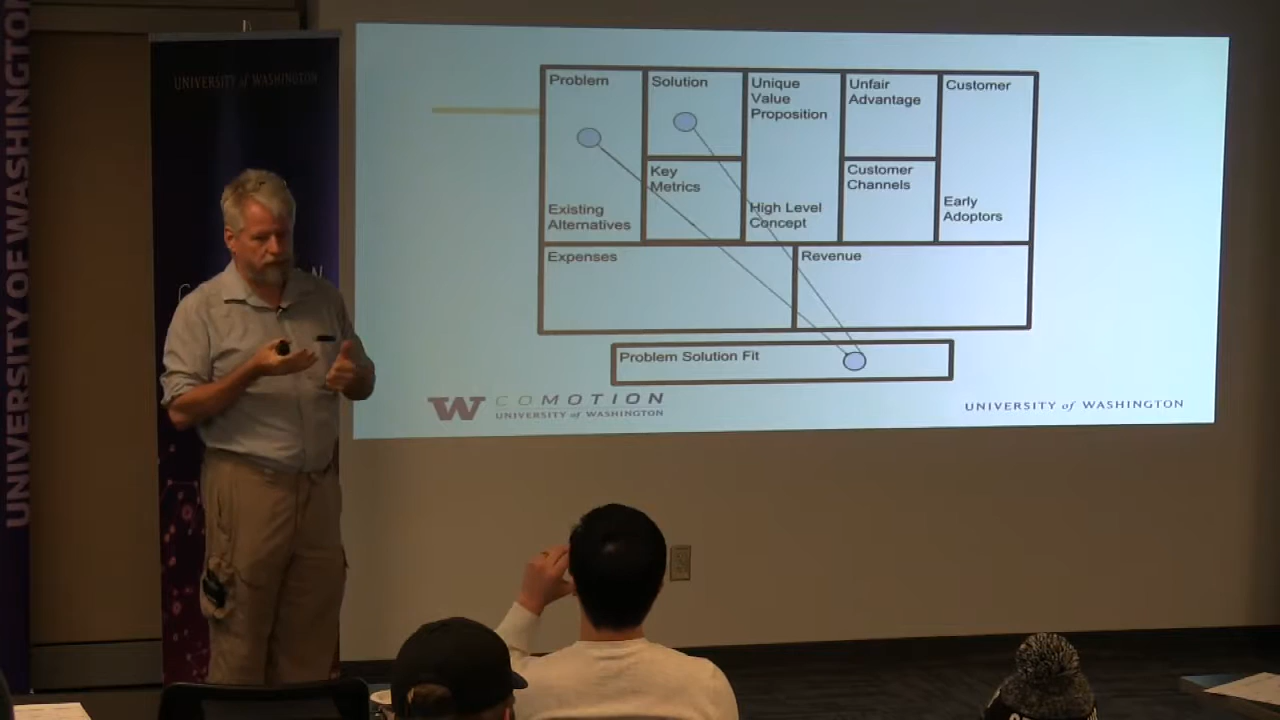 UNIVERSITY OF WASHINGTON
UNIVERSITY of WASHINGTON
Problem
Existing
Alternatives
Solution
Key
Metrics
Unique
Value
Proposition
High Level
Concept
Unfair
Advantage
Customer
Channels
Customer
Early
Adoptors
Expenses
Revenue
Problem Solution Fit
W COMOTION
UNIVERSITY of WASHINGTON
UNIVERSITY of WASHINGTON